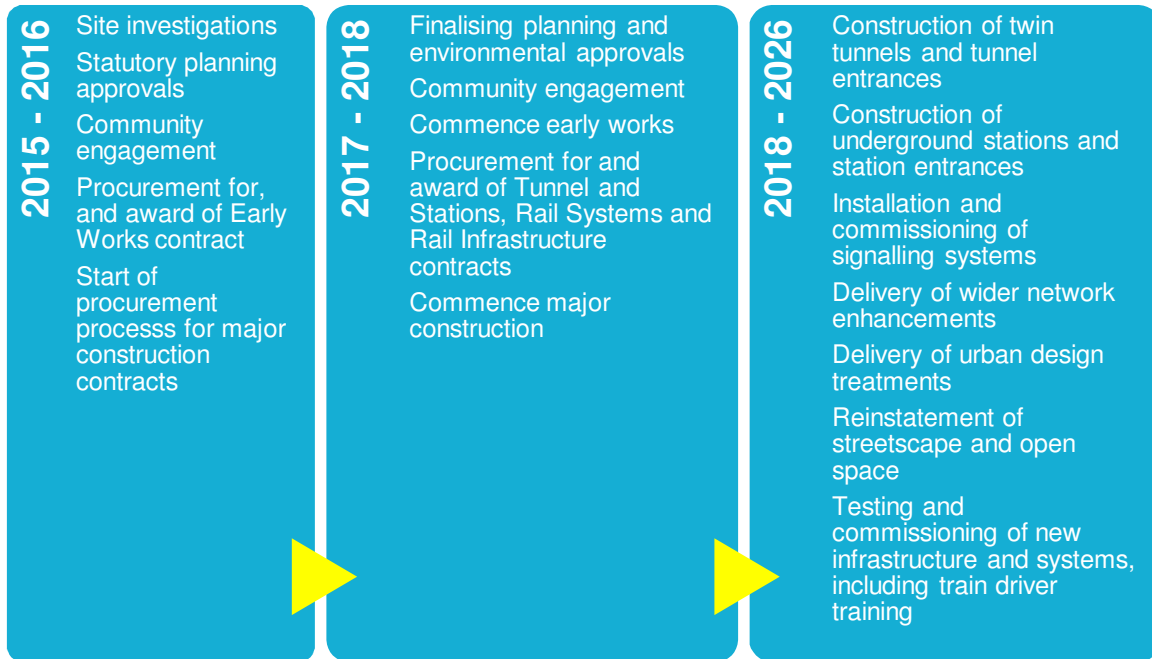 2015 - 2016
Site investigations
Statutory planning
approvals
Community
engagement
Procurement for,
and award of Early
Works contract
Start of
procurement
processs for major
construction
contracts
2017 - 2018
Finalising planning and
environmental approvals
Community engagement
Commence early works
Procurement for and
award of Tunnel and
Stations, Rail Systems and
Rail Infrastructure
contracts
Commence major
construction
2018 - 2026
Construction of twin
tunnels and tunnel
entrances
Construction of
underground stations and
station entrances
Installation and
commissioning of
signalling systems
Delivery of wider network
enhancements
Delivery of urban design
treatments
Reinstatement of
streetscape and open
space
Testing and
commissioning of new
infrastructure and systems,
including train driver
training